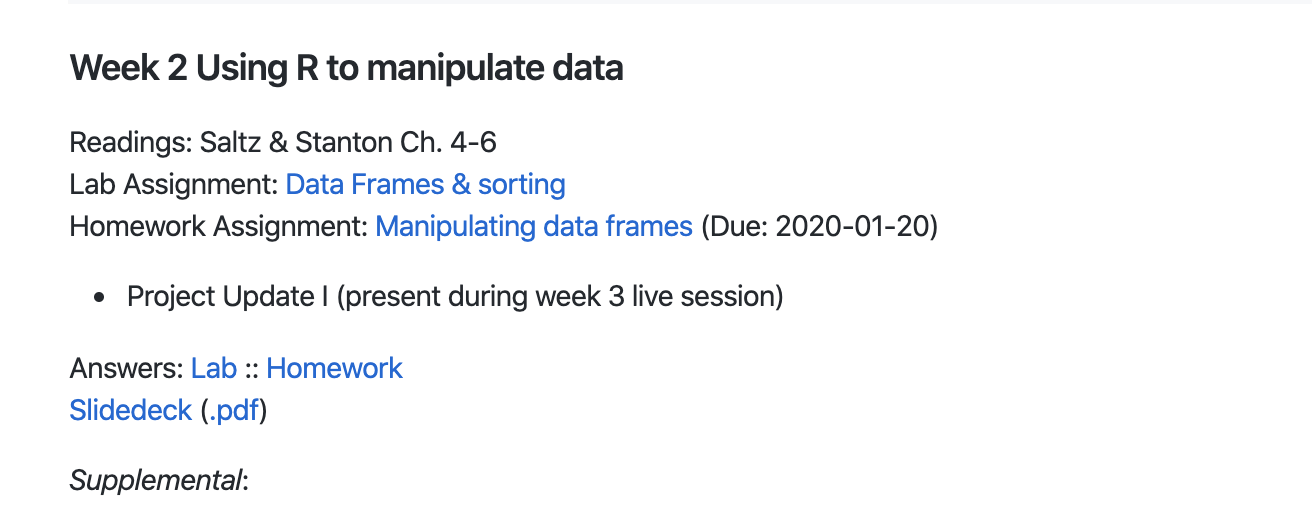 Week 2 Using R to manipulate data
Readings: Saltz & Stanton Ch. 4-6
Lab Assignment: Data Frames & sorting
Homework Assignment: Manipulating data frames (Due: 2020-01-20)
• Project Update I (present during week 3 live session)
Answers: Lab :: Homework
Slidedeck (.pdf)
Supplemental: